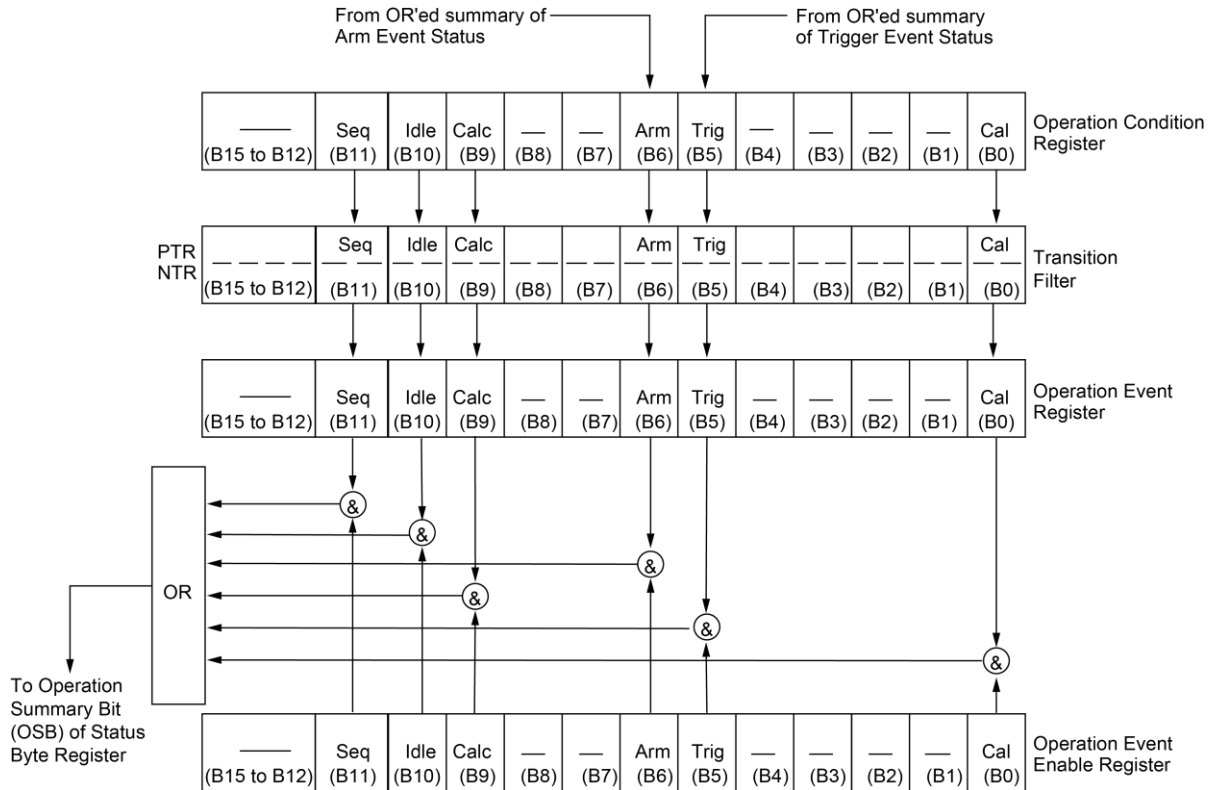 From OR'ed summary of
Arm Event Status
From OR'ed summary
of Trigger Event Status
Seq Idle Calc Arm Trig Cal
(B15 to B12) (B11) (B10) (B9) (B8) (B7) (B6) (B5) (B4) (B3) (B2) (B1) (B0)
Operation Condition
Register
PTR
NTR
Seq Idle Calc Arm Trig Cal
(B15 to B12) (B11) (B10) (B9) (B8) (B7) (B6) (B5) (B4) (B3) (B2) (B1) (B0)
Transition
Filter
Seq Idle Calc Arm Trig Cal
(B15 to B12) (B11) (B10) (B9) (B8) (B7) (B6) (B5) (B4) (B3) (B2) (B1) (B0)
Operation Event
Register
&
&
&
&
&
&
OR
To Operation
Summary Bit
(OSB) of Status
Byte Register
Seq Idle Calc Arm Trig Cal
(B15 to B12) (B11) (B10) (B9) (B8) (B7) (B6) (B5) (B4) (B3) (B2) (B1) (B0)
Operation Event
Enable Register